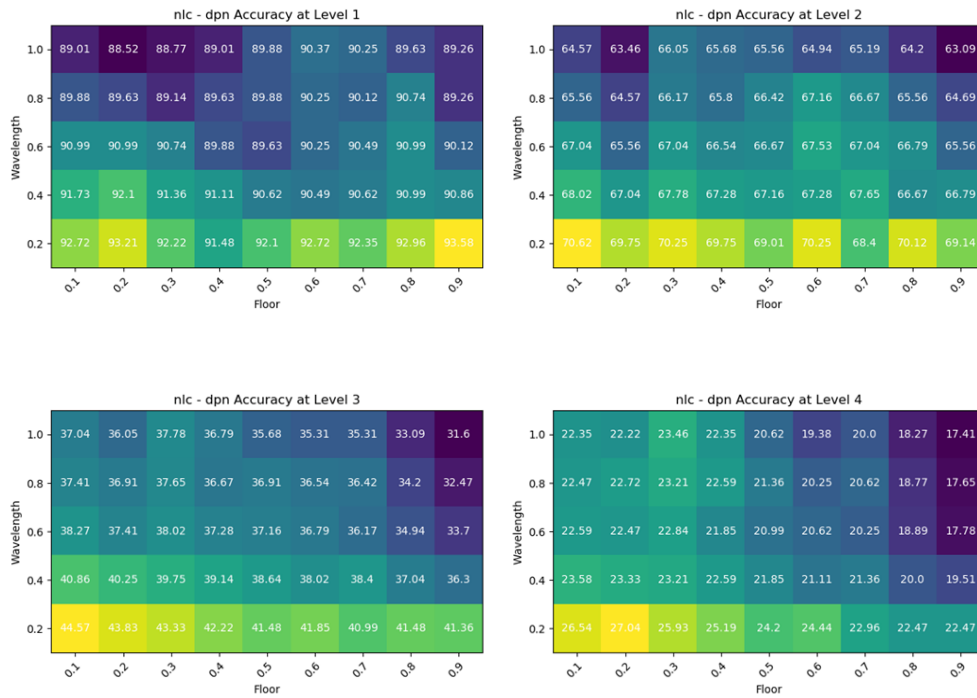 nlc - dpn Accuracy at Level 1
1.0 89.01 88.52 88.77 89.01 89.88 90.37 90.25 89.63 89.26
0.8 89.88 89.63 89.14 89.63 89.88 90.25 90.12 90.74 89.26
0.6 90.99 90.99 90.74 89.88 89.63 90.25 90.49 90.99 90.12
0.4 91.73 92.1 91.36 91.11 90.62 90.49 90.62 90.99 90.86
0.2 92.72 93.21 92.22 91.48 92.1 92.72 92.35 92.96 93.58
Wavelength
0.1 0.2 0.3 0.4 0.5 0.6 0.7 0.8 0.9
Floor
nlc - dpn Accuracy at Level 2
1.0 64.57 63.46 66.05 65.68 65.56 64.94 65.19 64.2 63.09
0.8 65.56 64.57 66.17 65.8 66.42 67.16 66.67 65.56 64.69
0.6 67.04 65.56 67.04 66.54 66.67 67.53 67.04 66.79 65.56
0.4 68.02 67.04 67.78 67.28 67.16 67.28 67.65 66.67 66.79
0.2 70.62 69.75 70.25 69.75 69.01 70.25 68.4 70.12 69.14
Wavelength
0.1 0.2 0.3 0.4 0.5 0.6 0.7 0.8 0.9
Floor
nlc - dpn Accuracy at Level 3
1.0 37.04 36.05 37.78 36.79 35.68 35.31 35.31 33.09 31.6
0.8 37.41 36.91 37.65 36.67 36.91 36.54 36.42 34.2 32.47
0.6 38.27 37.41 38.02 37.28 37.16 36.79 36.17 34.94 33.7
0.4 40.86 40.25 39.75 39.14 38.64 38.02 38.4 37.04 36.3
0.2 44.57 43.83 43.33 42.22 41.48 41.85 40.99 41.48 41.36
Wavelength
0.1 0.2 0.3 0.4 0.5 0.6 0.7 0.8 0.9
Floor
nlc - dpn Accuracy at Level 4
1.0 22.35 22.22 23.46 22.35 20.62 19.38 20.0 18.27 17.41
0.8 22.47 22.72 23.21 22.59 21.36 20.25 20.62 18.77 17.65
0.6 22.59 22.47 22.84 21.85 20.99 20.62 20.25 18.89 17.78
0.4 23.58 23.33 23.21 22.59 21.85 21.11 21.36 20.0 19.51
0.2 26.54 27.04 25.93 25.19 24.2 24.44 22.96 22.47 22.47
Wavelength
0.1 0.2 0.3 0.4 0.5 0.6 0.7 0.8 0.9
Floor